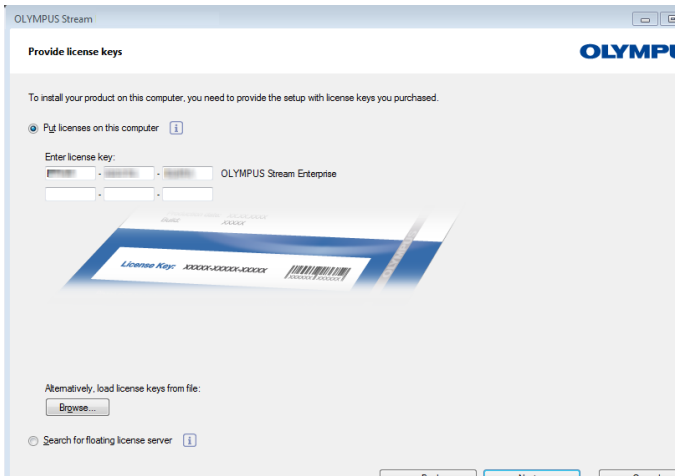 OLYMPUS Stream
Provide license keys
OLYMPU
To install your product on this computer, you need to provide the setup with license keys you purchased.
Put licenses on this computer i
Enter license key:
- - OLYMPUS Stream Enterprise
- -
XXXXX
License Key: XXXXX-XXXXX-XXXXX
Alternatively, load license keys from file:
Browse...
Search for floating license server i